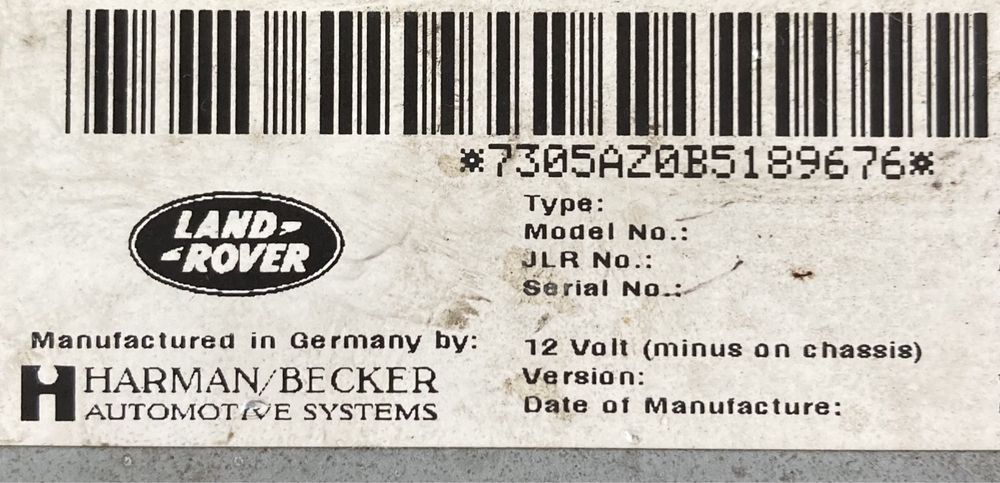 *7305AZ0B5189676*
LAND-
-ROVER
Type:
Model No.:
JLR No.:
Serial No.:
Manufactured in Germany by:
HARMAN/BECKER
AUTOMOTIVE SYSTEMS
12 Volt (minus on chassis)
Version:
Date of Manufacture: